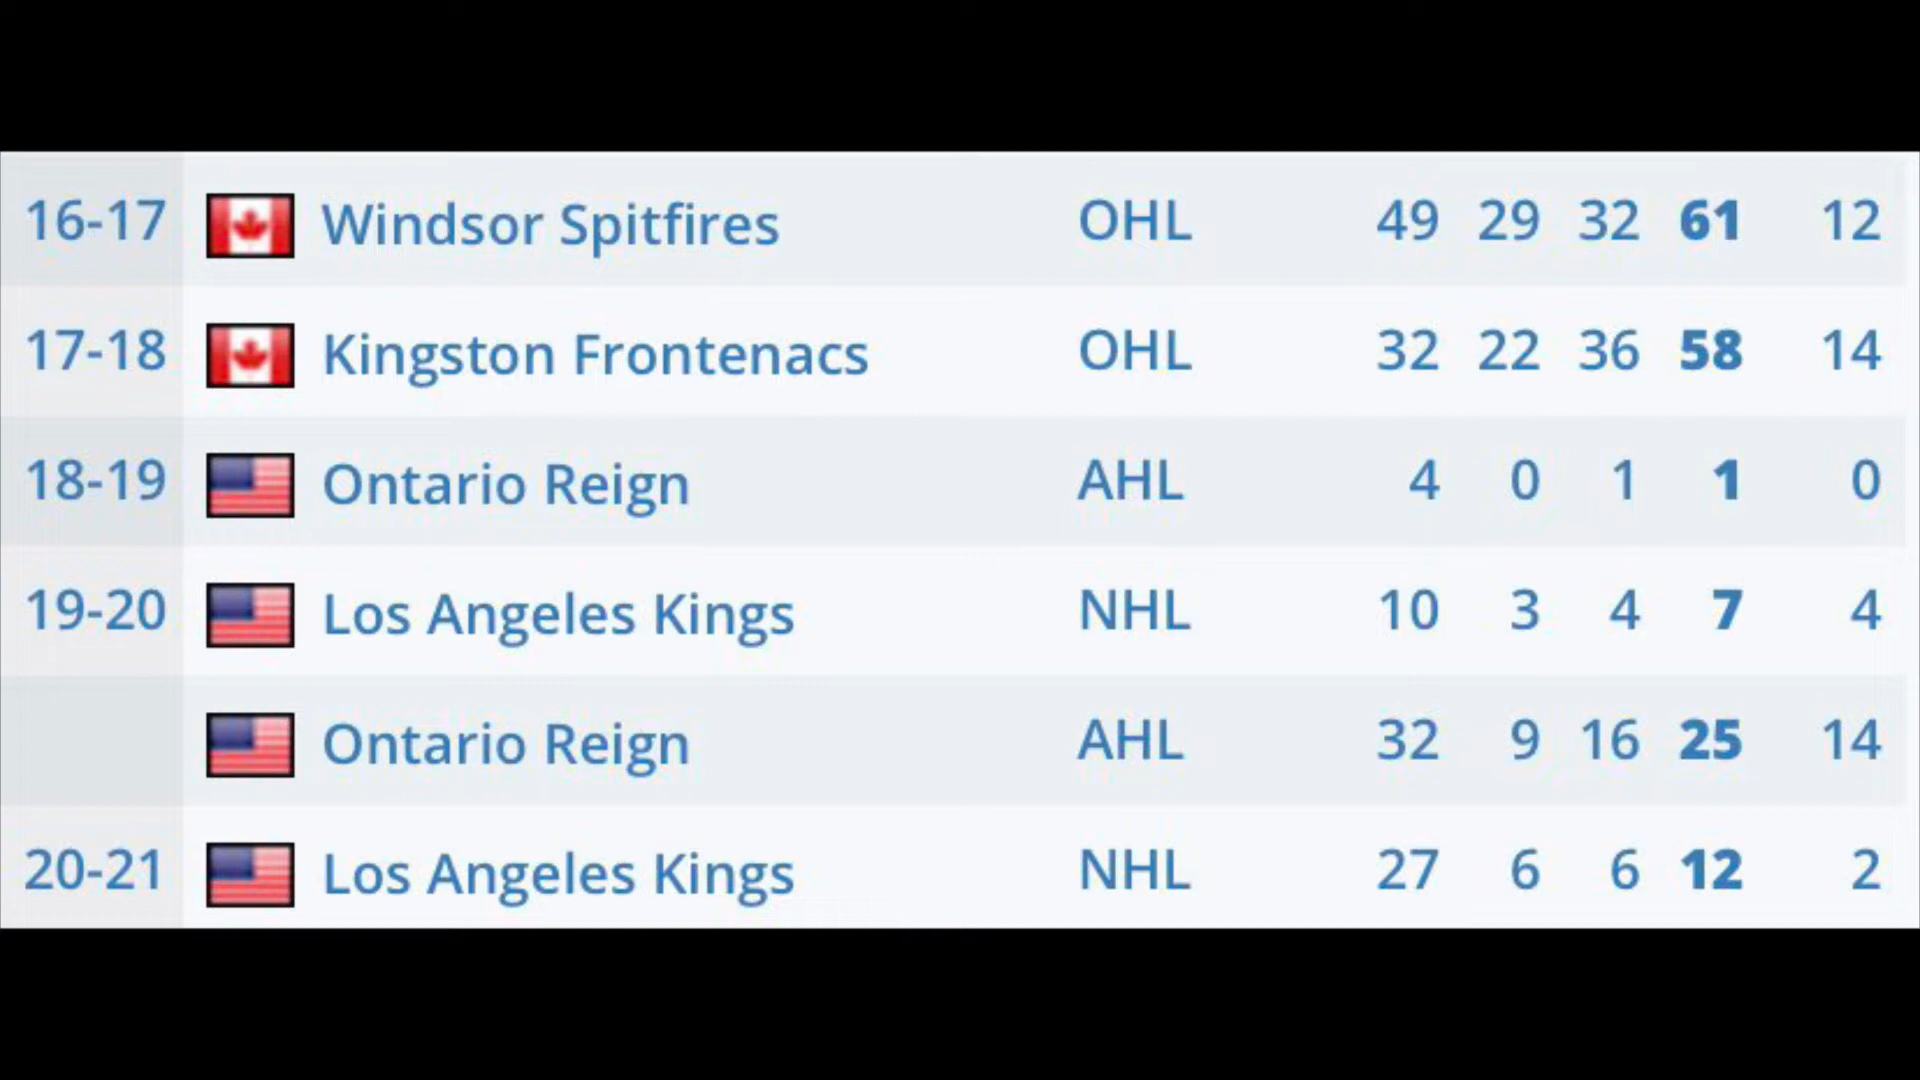 16-17 Windsor Spitfires OHL 49 29 32 61 12
17-18 Kingston Frontenacs OHL 32 22 36 58 14
18-19 Ontario Reign AHL 4 0 1 1 0
19-20 Los Angeles Kings NHL 10 3 4 7 4
Ontario Reign AHL 32 9 16 25 14
20-21 Los Angeles Kings NHL 27 6 6 12 2